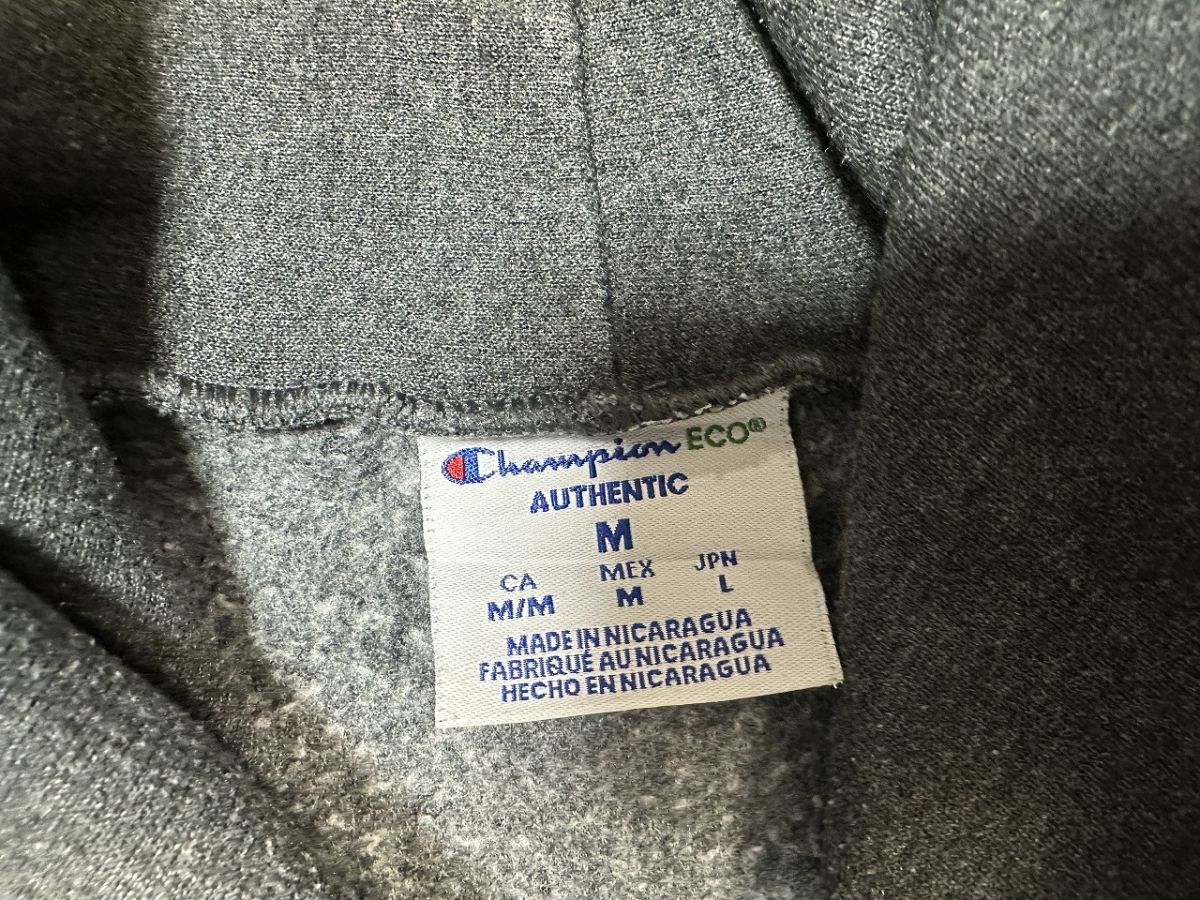 Champion ECO®
AUTHENTIC
M
CA MEX JPN
M/M M L
MADE IN NICARAGUA
FABRIQUÉ AU NICARAGUA
HECHO EN NICARAGUA